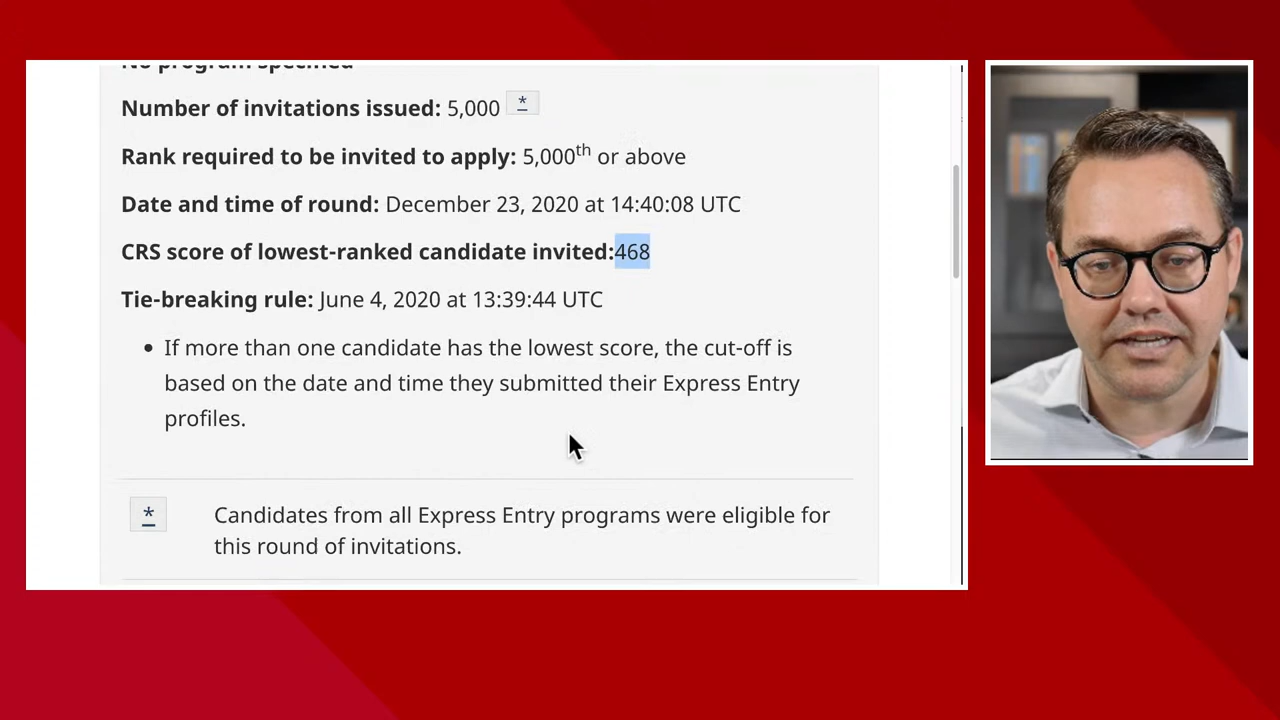 No program specified
Number of invitations issued: 5,000 *
Rank required to be invited to apply: 5,000th or above
Date and time of round: December 23, 2020 at 14:40:08 UTC
CRS score of lowest-ranked candidate invited:468
Tie-breaking rule: June 4, 2020 at 13:39:44 UTC
• If more than one candidate has the lowest score, the cut-off is
based on the date and time they submitted their Express Entry
profiles.
* Candidates from all Express Entry programs were eligible for
this round of invitations.